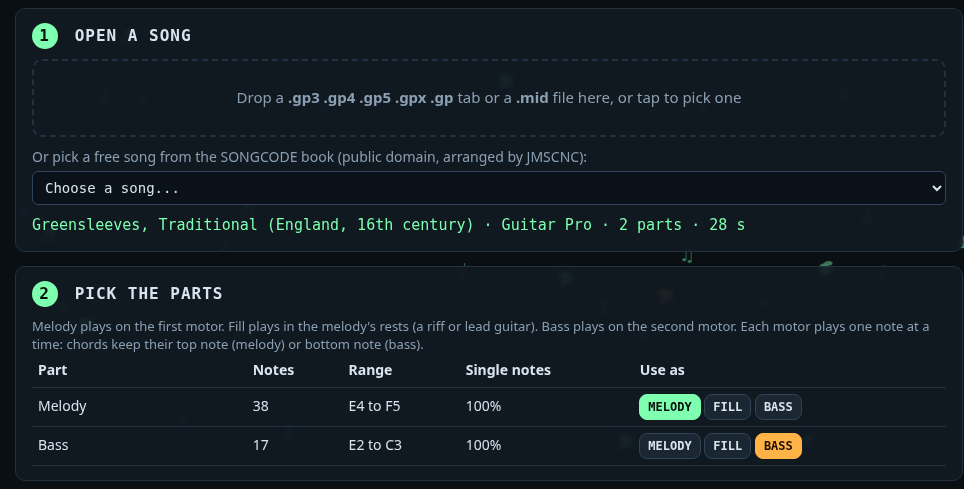 1 OPEN A SONG
Drop a .gp3 .gp4 .gp5 .gpx .gp tab or a .mid file here, or tap to pick one
Or pick a free song from the SONGCODE book (public domain, arranged by JMSCNC):
Choose a song...
Greensleeves, Traditional (England, 16th century) · Guitar Pro · 2 parts · 28 s
2 PICK THE PARTS
Melody plays on the first motor. Fill plays in the melody's rests (a riff or lead guitar). Bass plays on the second motor. Each motor plays one note at a
time: chords keep their top note (melody) or bottom note (bass).
Part Notes Range Single notes Use as
Melody 38 E4 to F5 100% MELODY FILL BASS
Bass 17 E2 to C3 100% MELODY FILL BASS